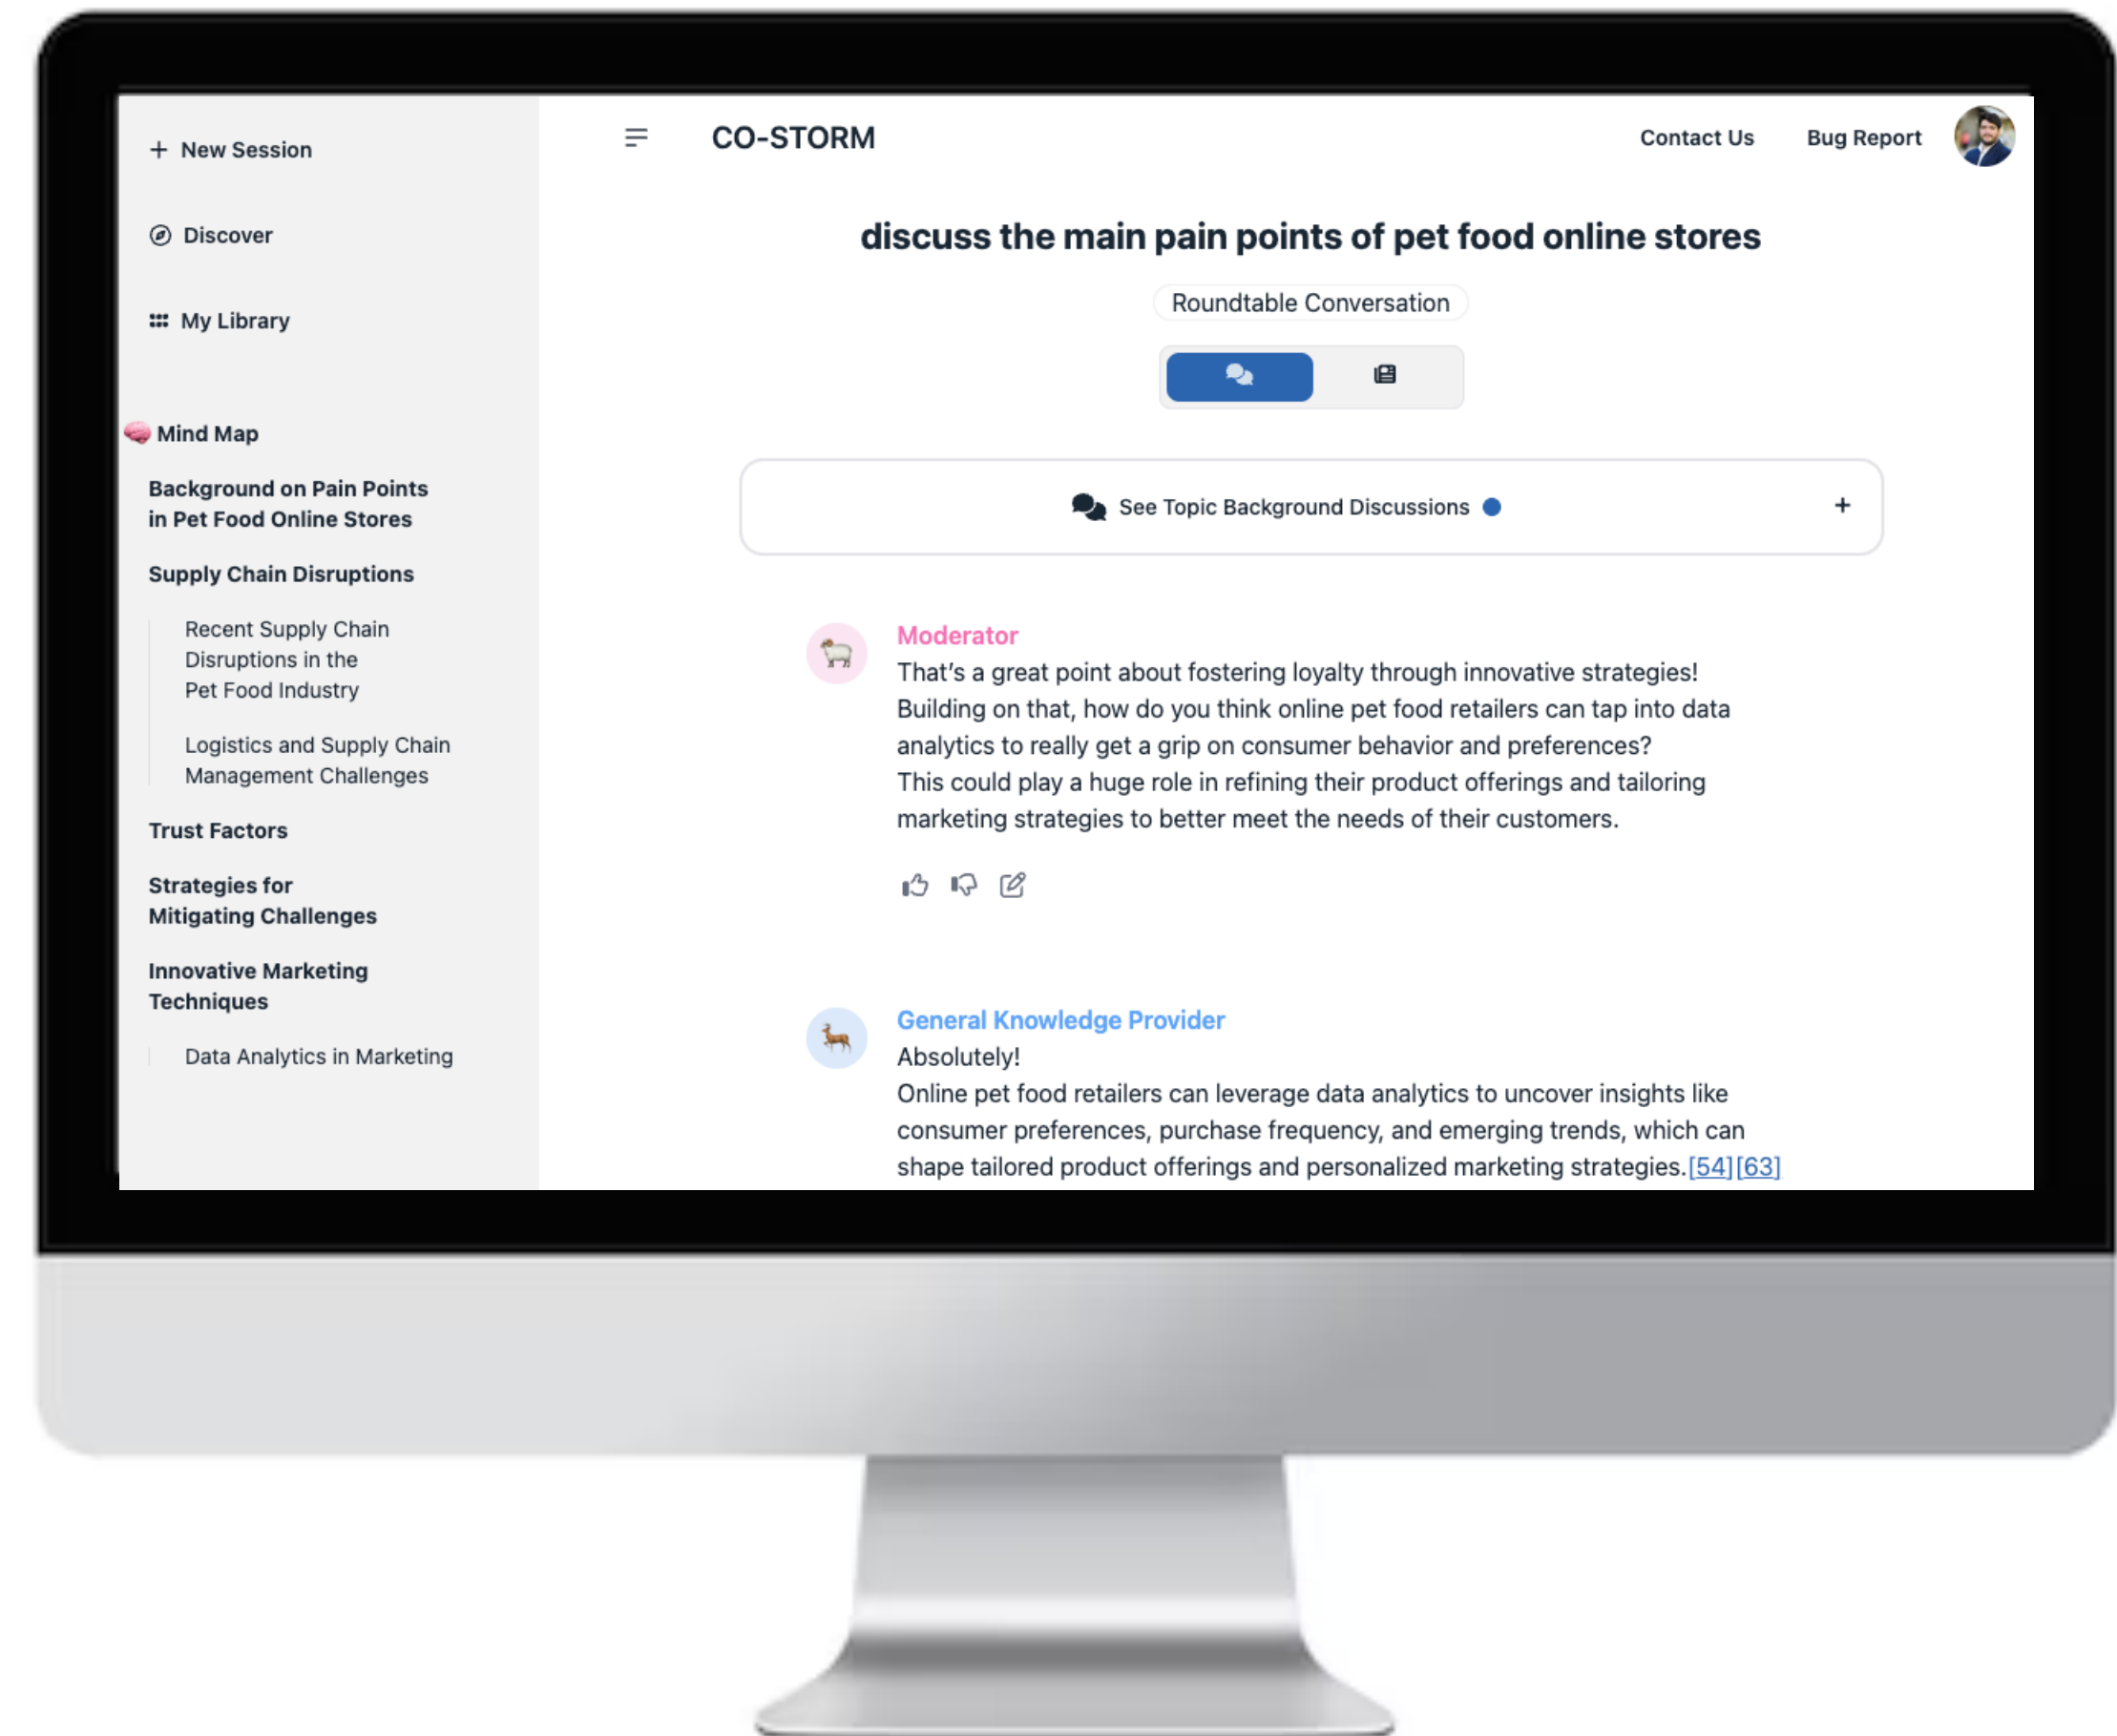 New Session
Discover
My Library
Mind Map
Background on Pain Points
in Pet Food Online Stores
Supply Chain Disruptions
Recent Supply Chain
Disruptions in the
Pet Food Industry
Logistics and Supply Chain
Management Challenges
Trust Factors
Strategies for
Mitigating Challenges
Innovative Marketing
Techniques
Data Analytics in Marketing
CO-STORM
Contact Us
Bug Report
discuss the main pain points of pet food online stores
Roundtable Conversation
See Topic Background Discussions
Moderator
That’s a great point about fostering loyalty through innovative strategies!
Building on that, how do you think online pet food retailers can tap into data
analytics to really get a grip on consumer behavior and preferences?
This could play a huge role in refining their product offerings and tailoring
marketing strategies to better meet the needs of their customers.
General Knowledge Provider
Absolutely!
Online pet food retailers can leverage data analytics to uncover insights like
consumer preferences, purchase frequency, and emerging trends, which can
shape tailored product offerings and personalized marketing strategies.[54][63]